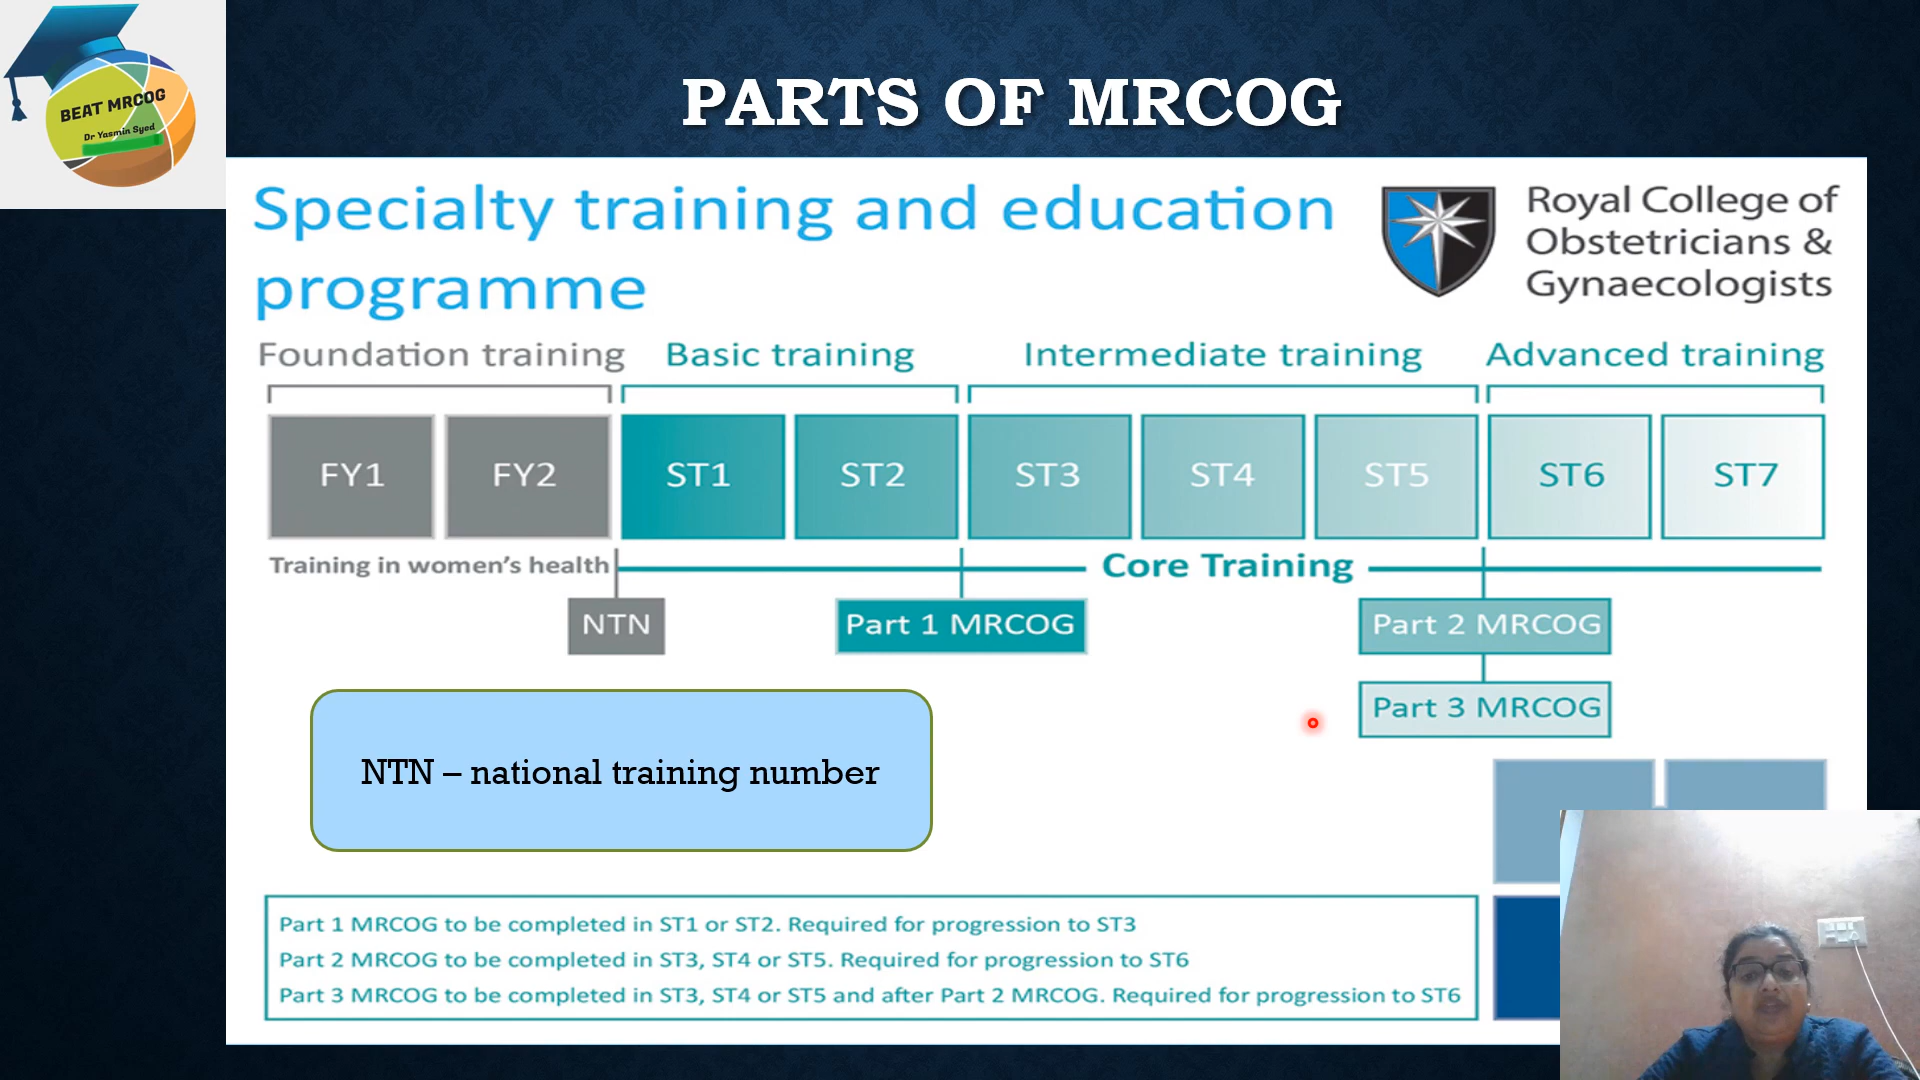 BEAT MRCOG
Dr Yasmin Syed
PARTS OF MRCOG
Specialty training and education
programme
Royal College of
Obstetricians &
Gynaecologists
Foundation training
Basic training
Intermediate training
Advanced training
FY1
FY2
ST1
ST2
ST3
ST4
ST5
ST6
ST7
Training in women's health
Core Training
NTN
Part 1 MRCOG
Part 2 MRCOG
Part 3 MRCOG
NTN – national training number
Part 1 MRCOG to be completed in ST1 or ST2. Required for progression to ST3
Part 2 MRCOG to be completed in ST3, ST4 or ST5. Required for progression to ST6
Part 3 MRCOG to be completed in ST3, ST4 or ST5 and after Part 2 MRCOG. Required for progression to ST6